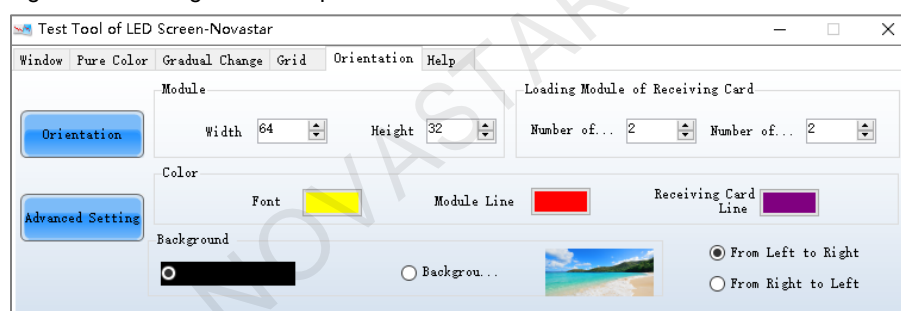 Test Tool of LED Screen-Novastar
Window Pure Color Gradual Change Grid Orientation Help
Module
Loading Module of Receiving Card
Orientation
Width 64 Height 32
Number of... 2 Number of... 2
Color
Font Module Line Receiving Card Line
Advanced Setting
Background
Backgrou...
From Left to Right
From Right to Left
NOVASTAR